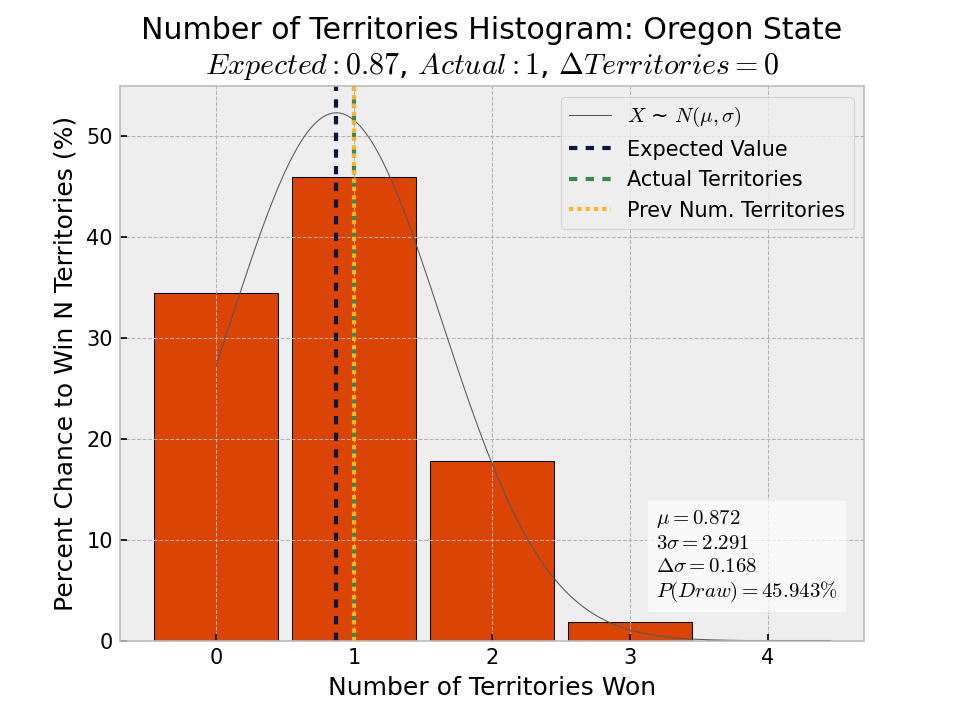 Number of Territories Histogram: Oregon State
Expected : 0.87, Actual : 1, ΔTerritories = 0
Percent Chance to Win N Territories (%)
50
40
30
20
10
0
X ~ N(μ, σ)
Expected Value
Actual Territories
Prev Num. Territories
μ = 0.872
3σ = 2.291
Δσ = 0.168
P(Draw) = 45.943%
0 1 2 3 4
Number of Territories Won